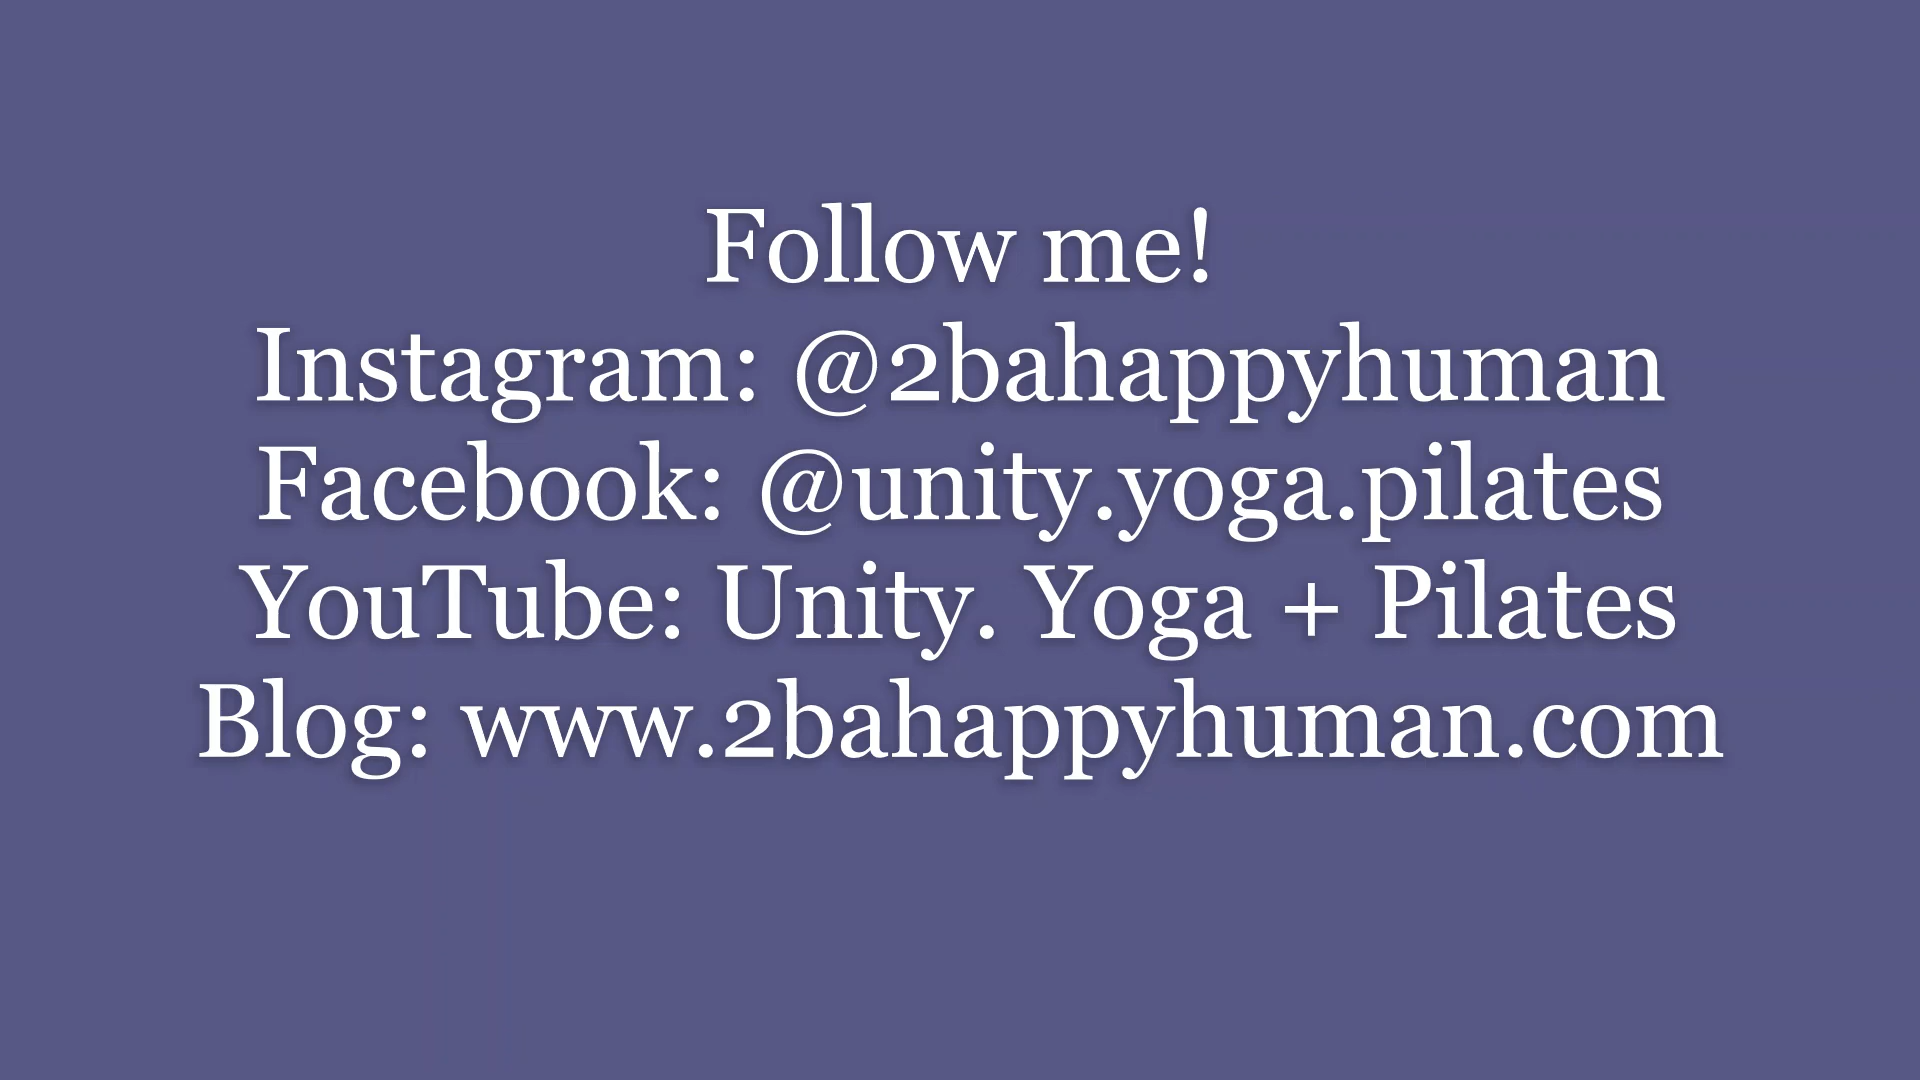 Follow me!
Instagram: @2bahappyhuman
Facebook: @unity.yoga.pilates
YouTube: Unity. Yoga + Pilates
Blog: www.2bahappyhuman.com